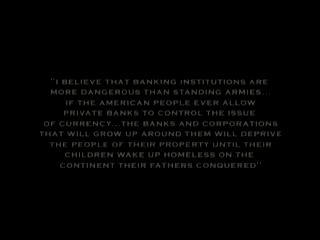 "I BELIEVE THAT BANKING INSTITUTIONS ARE
MORE DANGEROUS THAN STANDING ARMIES...
IF THE AMERICAN PEOPLE EVER ALLOW
PRIVATE BANKS TO CONTROL THE ISSUE
OF CURRENCY...THE BANKS AND CORPORATIONS
THAT WILL GROW UP AROUND THEM WILL DEPRIVE
THE PEOPLE OF THEIR PROPERTY UNTIL THEIR
CHILDREN WAKE UP HOMELESS ON THE
CONTINENT THEIR FATHERS CONQUERED"